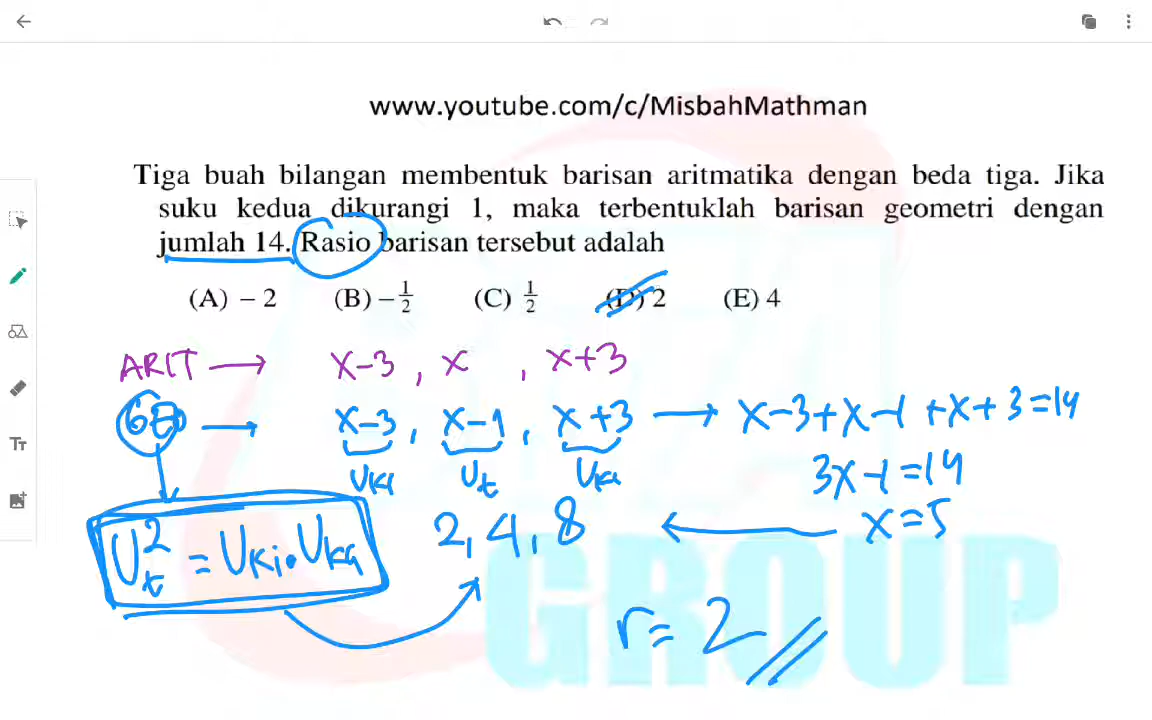 www.youtube.com/c/MisbahMathman
Tiga buah bilangan membentuk barisan aritmatika dengan beda tiga. Jika
suku kedua dikurangi 1, maka terbentuklah barisan geometri dengan
jumlah 14. Rasio barisan tersebut adalah
(A) – 2 (B) – 1/2 (C) 1/2 (D) 2 (E) 4
ARIT → x-3, x, x+3
GEO → x-3, x-1, x+3 → x-3+x-1+x+3=14
Uki Ut Uka 3x-1=14
2, 4, 8 ← x=5
Ut² = Uki.Uka
r = 2
GROUP
Tт